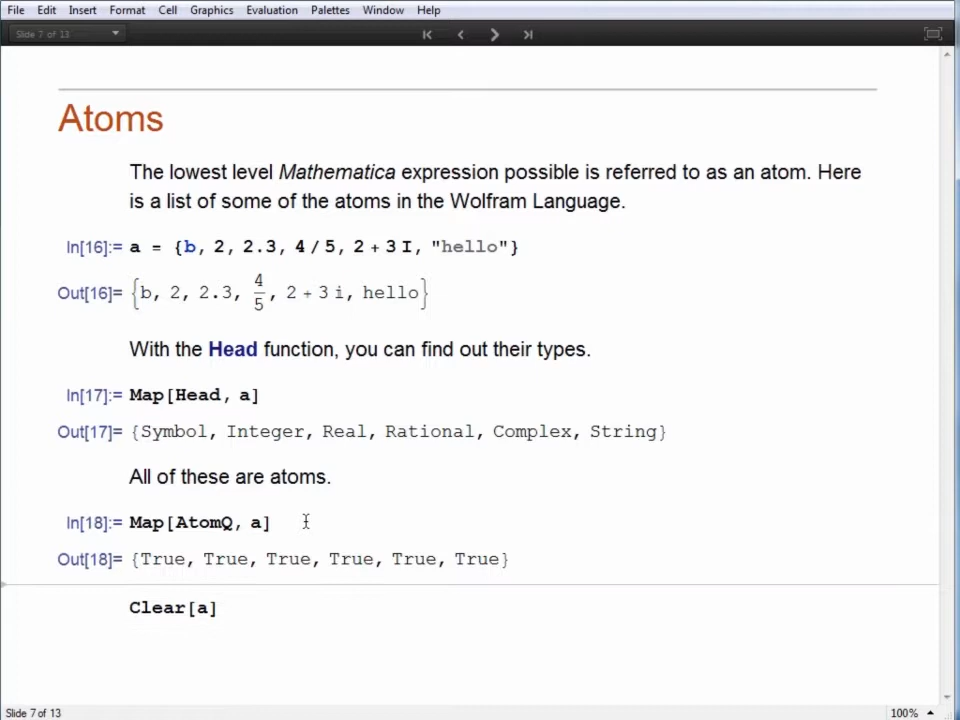 File Edit Insert Format Cell Graphics Evaluation Palettes Window Help
Slide 7 of 13
Atoms
The lowest level Mathematica expression possible is referred to as an atom. Here
is a list of some of the atoms in the Wolfram Language.
In[16]:= a = {b, 2, 2.3, 4 / 5, 2 + 3 I, "hello"}
Out[16]= {b, 2, 2.3, 4/5, 2 + 3 i, hello}
With the Head function, you can find out their types.
In[17]:= Map[Head, a]
Out[17]= {Symbol, Integer, Real, Rational, Complex, String}
All of these are atoms.
In[18]:= Map[AtomQ, a]
Out[18]= {True, True, True, True, True, True}
Clear[a]
Slide 7 of 13 100%